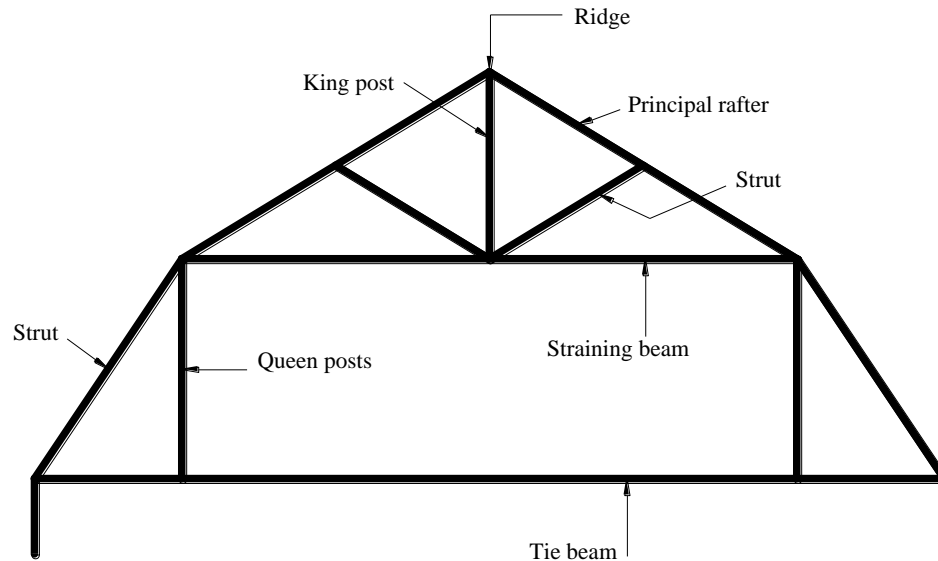 Ridge
King post
Principal rafter
Strut
Strut
Straining beam
Queen posts
Tie beam